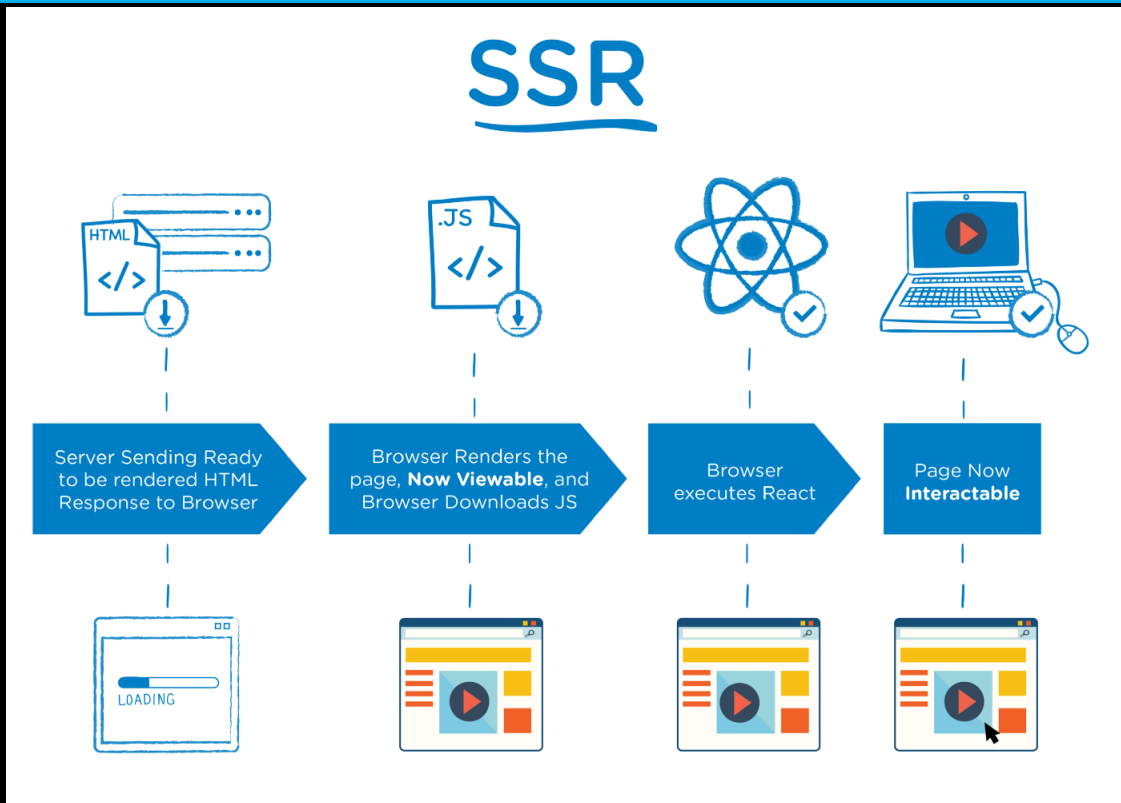 SSR
HTML
</>
.JS
</>
Server Sending Ready
to be rendered HTML
Response to Browser
Browser Renders the
page, Now Viewable, and
Browser Downloads JS
Browser
executes React
Page Now
Interactable
LOADING